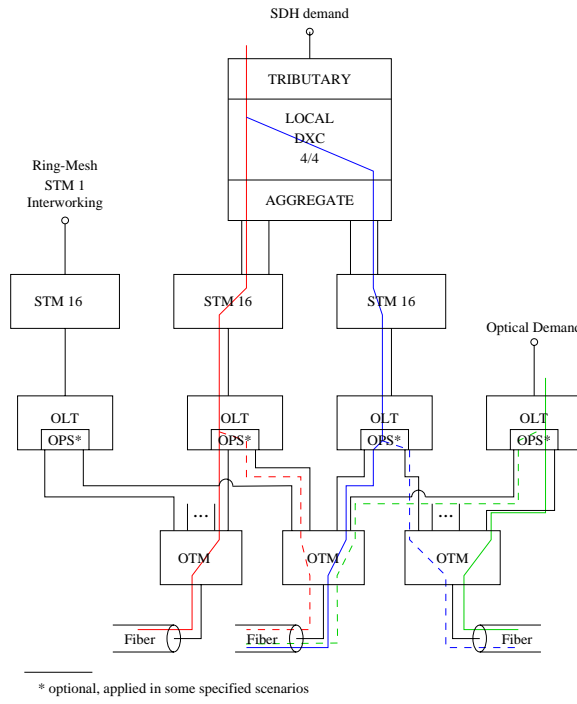 SDH demand
TRIBUTARY
LOCAL
DXC
4/4
AGGREGATE
Ring-Mesh
STM 1
Interworking
STM 16
STM 16
STM 16
Optical Demand
OLT
OPS*
OLT
OPS*
OLT
OPS*
OLT
OPS*
...
...
OTM
OTM
OTM
Fiber
Fiber
Fiber
* optional, applied in some specified scenarios